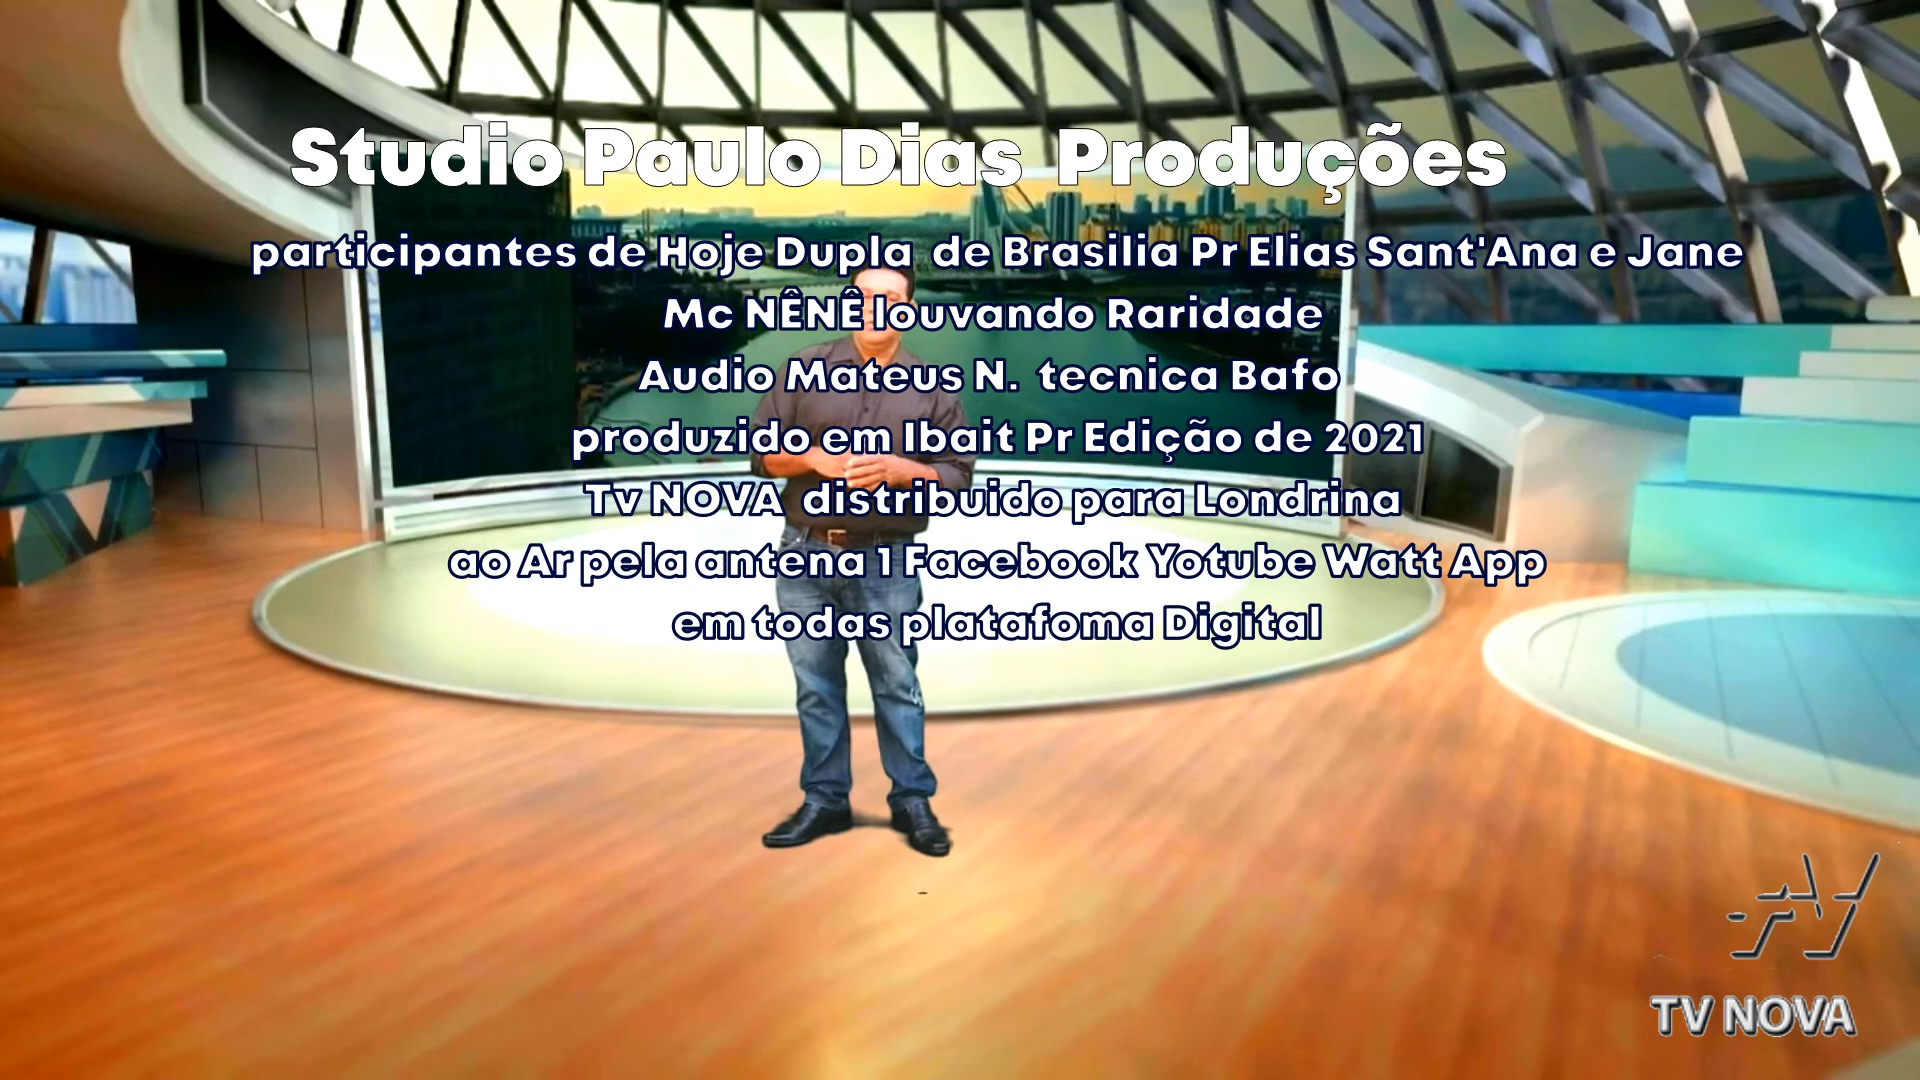 Studio Paulo Dias Produções
participantes de Hoje Dupla de Brasilia Pr Elias Sant'Ana e Jane
Mc NÊNÊ louvando Raridade
Audio Mateus N. tecnica Bafo
produzido em Ibait Pr Edição de 2021
Tv NOVA distribuido para Londrina
ao Ar pela antena 1 Facebook Yotube Watt App
em todas platafoma Digital
TV NOVA